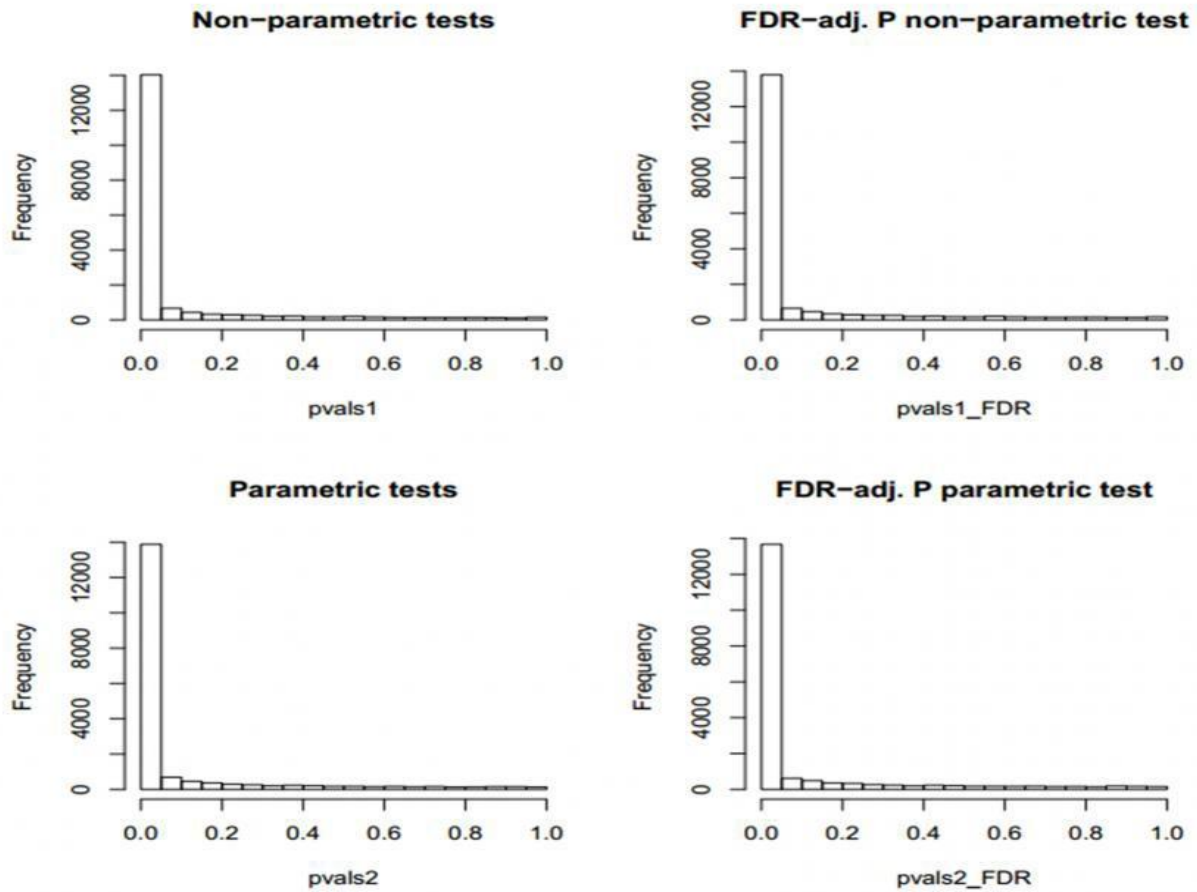 Non−parametric tests
Frequency
0 4000 8000 12000
0.0 0.2 0.4 0.6 0.8 1.0
pvals1
FDR−adj. P non−parametric test
Frequency
0 4000 8000 12000
0.0 0.2 0.4 0.6 0.8 1.0
pvals1_FDR
Parametric tests
Frequency
0 4000 8000 12000
0.0 0.2 0.4 0.6 0.8 1.0
pvals2
FDR−adj. P parametric test
Frequency
0 4000 8000 12000
0.0 0.2 0.4 0.6 0.8 1.0
pvals2_FDR